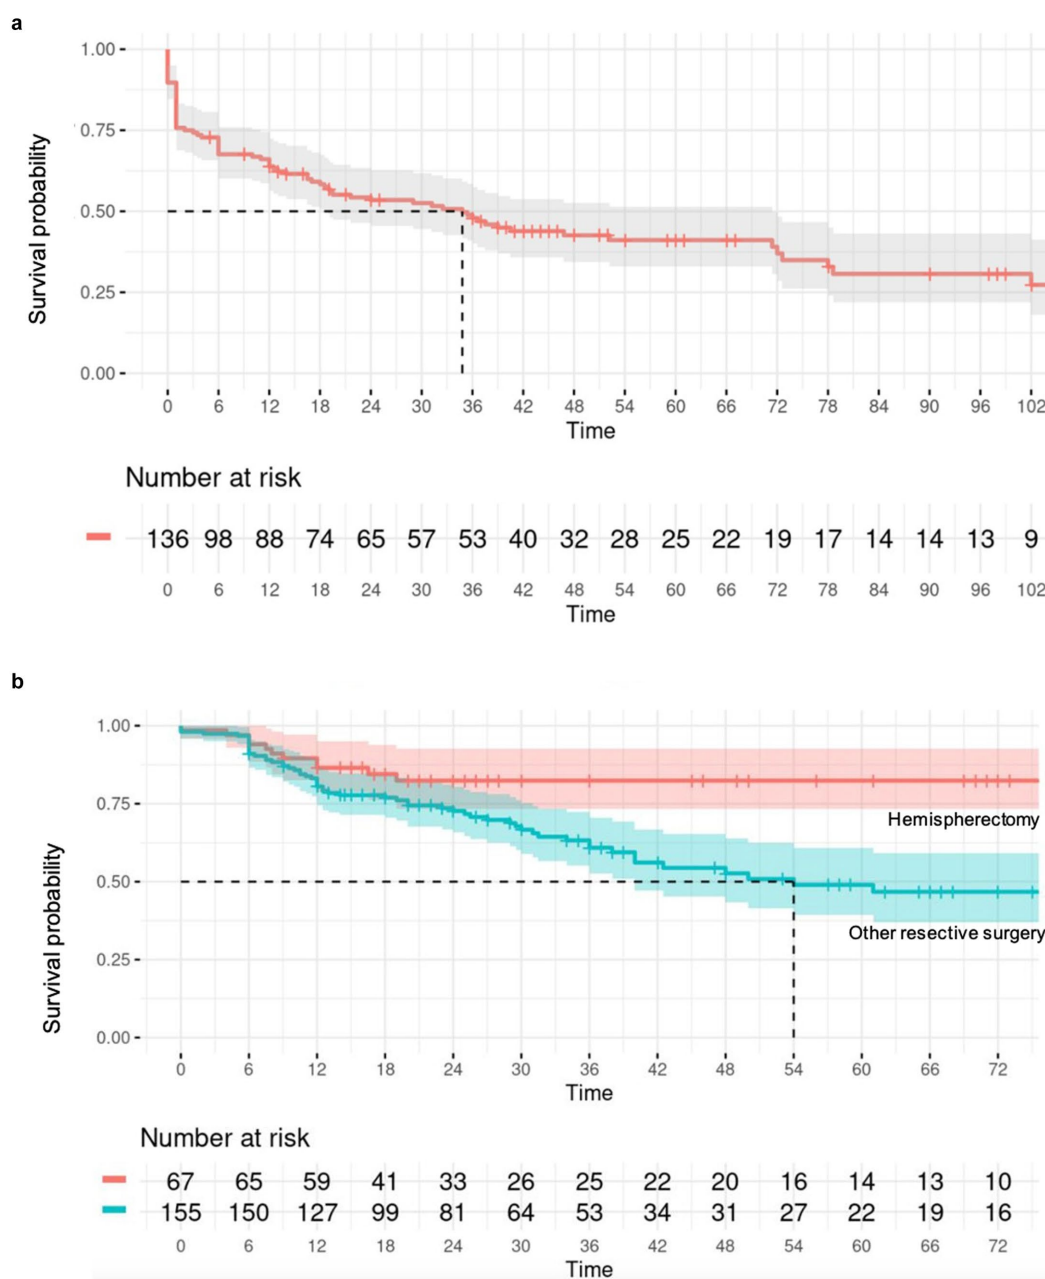 a
1.00
0.75
0.50
0.25
0.00
Survival probability
0 6 12 18 24 30 36 42 48 54 60 66 72 78 84 90 96 102
Time
Number at risk
136 98 88 74 65 57 53 40 32 28 25 22 19 17 14 14 13 9
0 6 12 18 24 30 36 42 48 54 60 66 72 78 84 90 96 102
Time
b
1.00
0.75
0.50
0.25
0.00
Survival probability
Hemispherectomy
Other resective surgery
0 6 12 18 24 30 36 42 48 54 60 66 72
Time
Number at risk
67 65 59 41 33 26 25 22 20 16 14 13 10
155 150 127 99 81 64 53 34 31 27 22 19 16
0 6 12 18 24 30 36 42 48 54 60 66 72
Time